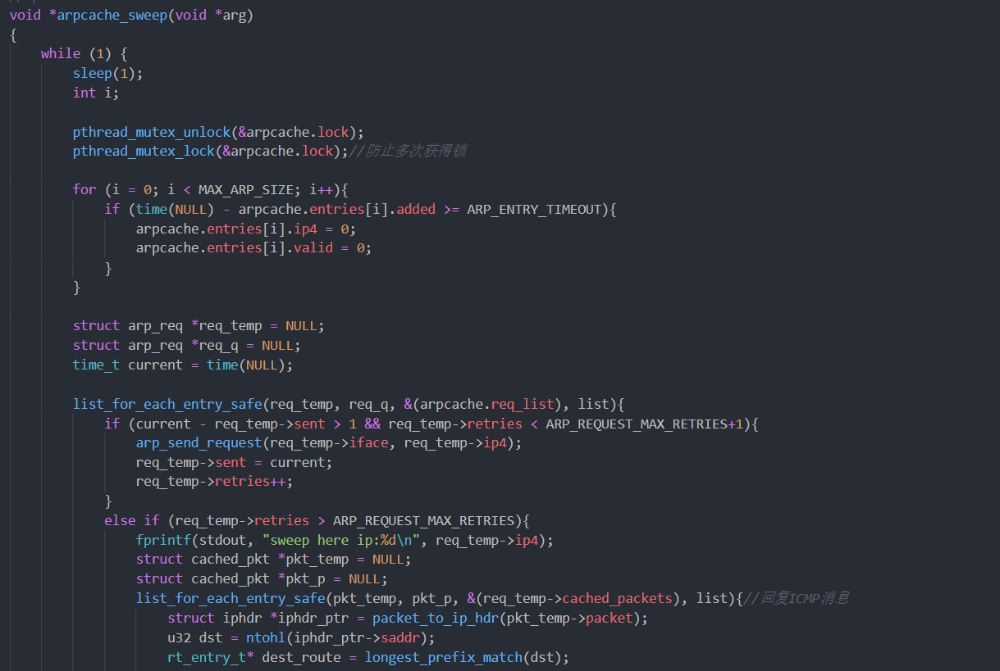 void *arpcache_sweep(void *arg)
{
    while (1) {
        sleep(1);
        int i;

        pthread_mutex_unlock(&arpcache.lock);
        pthread_mutex_lock(&arpcache.lock);//防止多次获得锁

        for (i = 0; i < MAX_ARP_SIZE; i++){
            if (time(NULL) - arpcache.entries[i].added >= ARP_ENTRY_TIMEOUT){
                arpcache.entries[i].ip4 = 0;
                arpcache.entries[i].valid = 0;
            }
        }

        struct arp_req *req_temp = NULL;
        struct arp_req *req_q = NULL;
        time_t current = time(NULL);

        list_for_each_entry_safe(req_temp, req_q, &(arpcache.req_list), list){
            if (current - req_temp->sent > 1 && req_temp->retries < ARP_REQUEST_MAX_RETRIES+1){
                arp_send_request(req_temp->iface, req_temp->ip4);
                req_temp->sent = current;
                req_temp->retries++;
            }
            else if (req_temp->retries > ARP_REQUEST_MAX_RETRIES){
                fprintf(stdout, "sweep here ip:%d\n", req_temp->ip4);
                struct cached_pkt *pkt_temp = NULL;
                struct cached_pkt *pkt_p = NULL;
                list_for_each_entry_safe(pkt_temp, pkt_p, &(req_temp->cached_packets), list){//回复ICMP消息
                    struct iphdr *iphdr_ptr = packet_to_ip_hdr(pkt_temp->packet);
                    u32 dst = ntohl(iphdr_ptr->saddr);
                    rt_entry_t* dest_route = longest_prefix_match(dst);